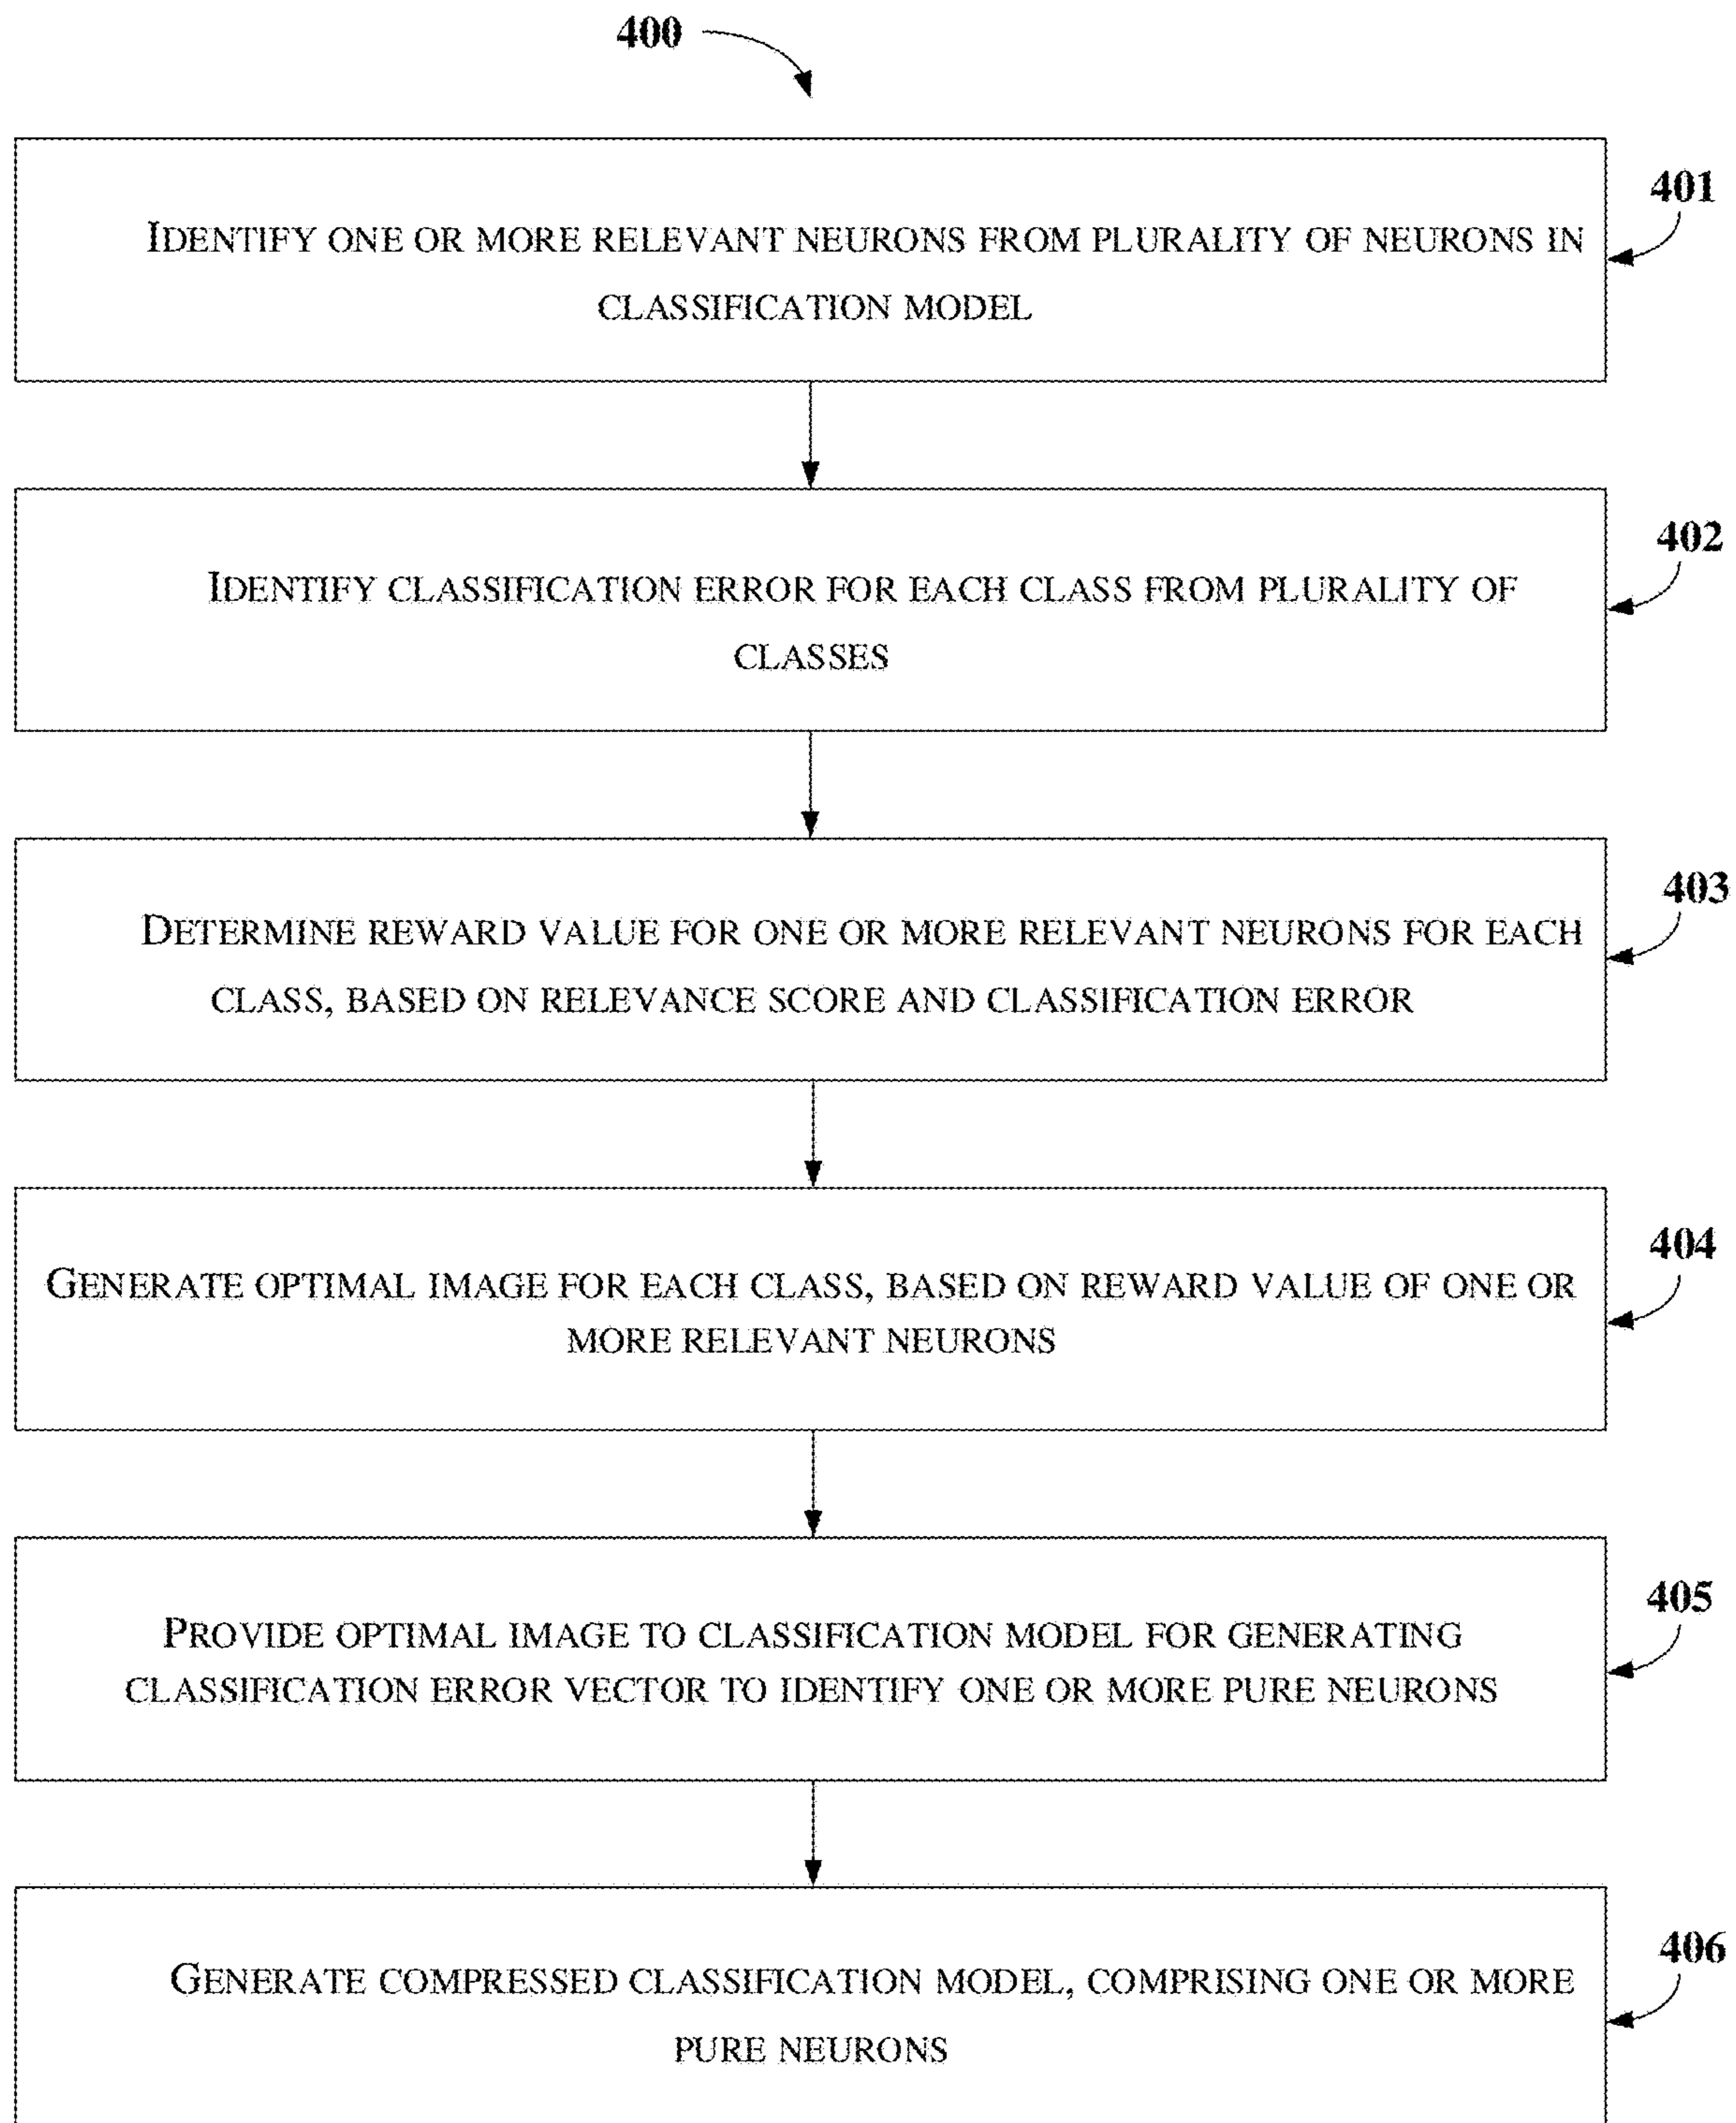 400
401
IDENTIFY ONE OR MORE RELEVANT NEURONS FROM PLURALITY OF NEURONS IN
CLASSIFICATION MODEL
402
IDENTIFY CLASSIFICATION ERROR FOR EACH CLASS FROM PLURALITY OF
CLASSES
403
DETERMINE REWARD VALUE FOR ONE OR MORE RELEVANT NEURONS FOR EACH
CLASS, BASED ON RELEVANCE SCORE AND CLASSIFICATION ERROR
404
GENERATE OPTIMAL IMAGE FOR EACH CLASS, BASED ON REWARD VALUE OF ONE OR
MORE RELEVANT NEURONS
405
PROVIDE OPTIMAL IMAGE TO CLASSIFICATION MODEL FOR GENERATING
CLASSIFICATION ERROR VECTOR TO IDENTIFY ONE OR MORE PURE NEURONS
406
GENERATE COMPRESSED CLASSIFICATION MODEL, COMPRISING ONE OR MORE
PURE NEURONS